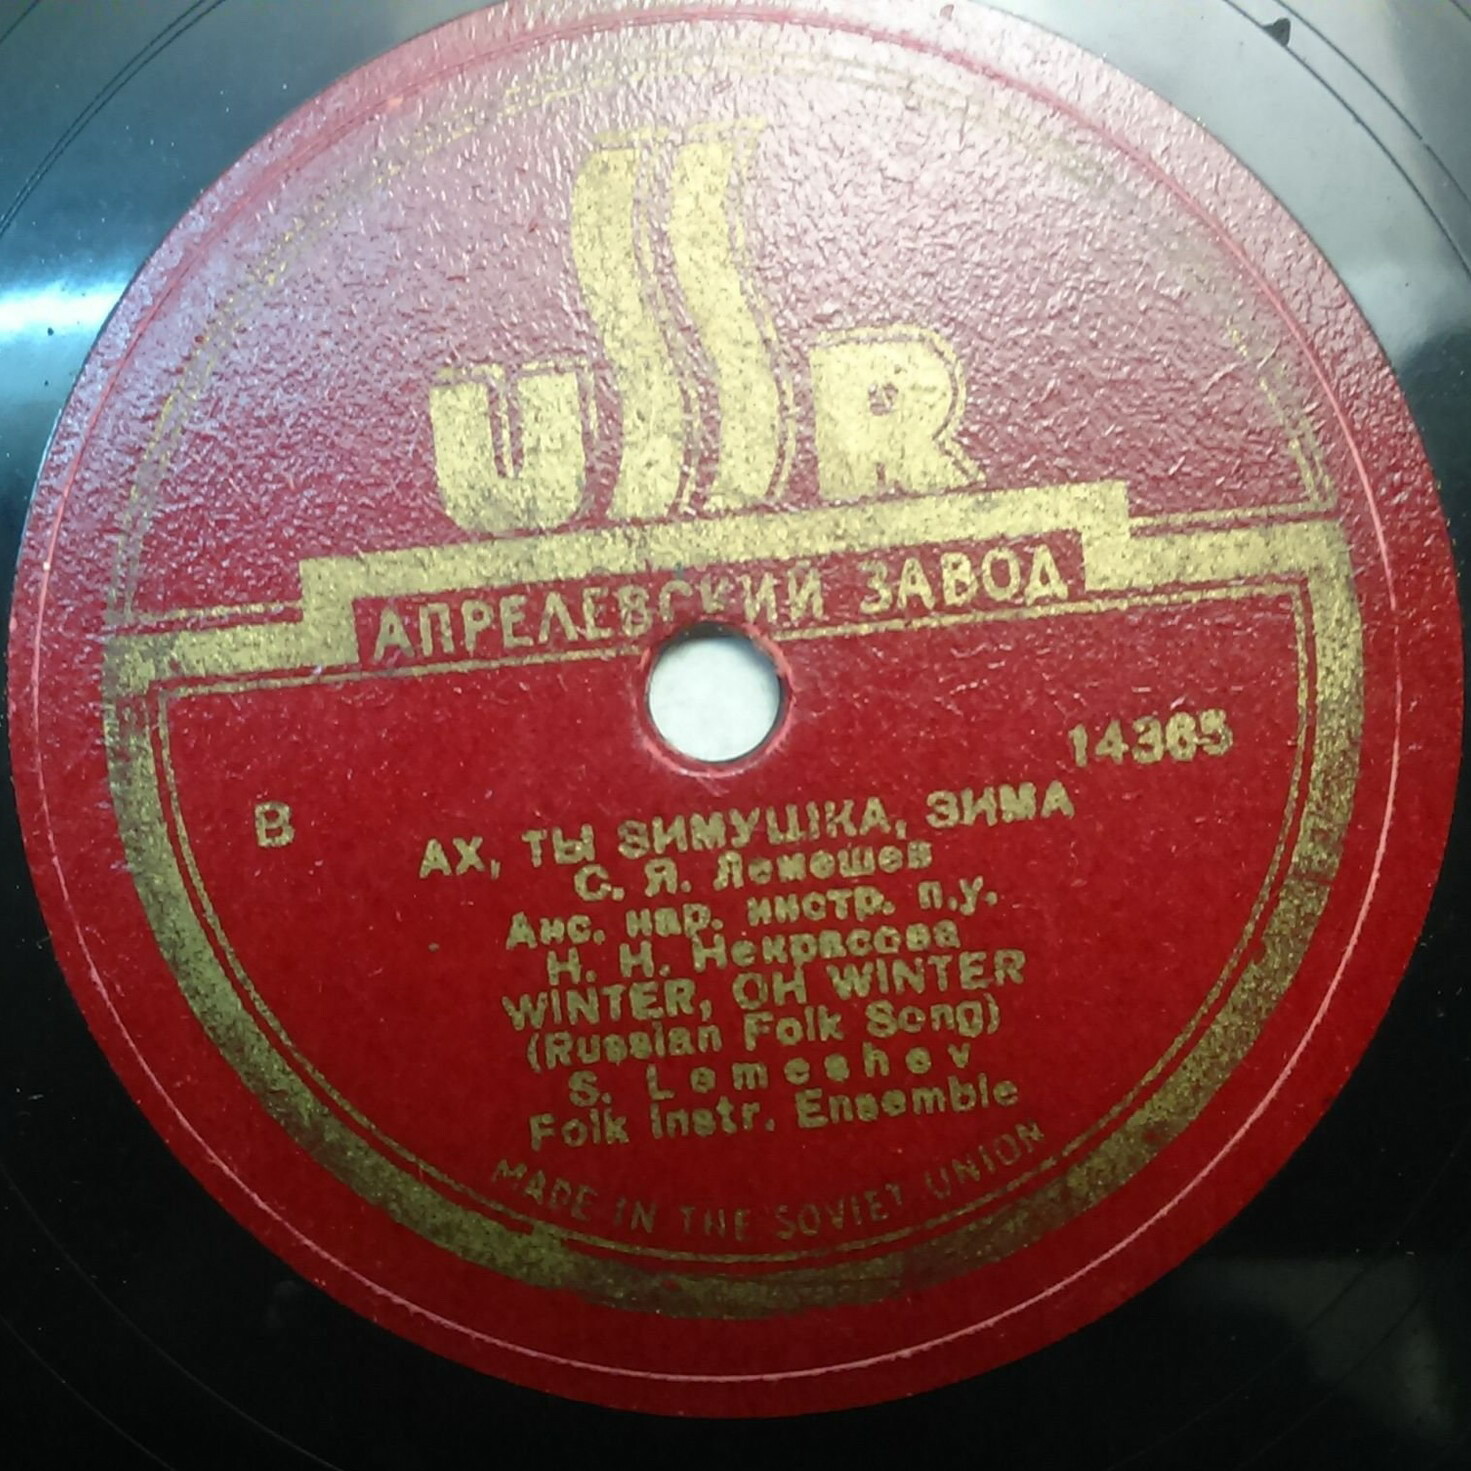 USSR
АПРЕЛЕВСКИЙ ЗАВОД
14365
В
АХ, ТЫ ЗИМУШКА, ЗИМА
С. Я. Лемешев
Анс. нар. инстр. п.у.
Н. Н. Некрасова
WINTER, OH WINTER
(Russian Folk Song)
S. Lemeshev
Folk Instr. Ensemble
MADE IN THE SOVIET UNION